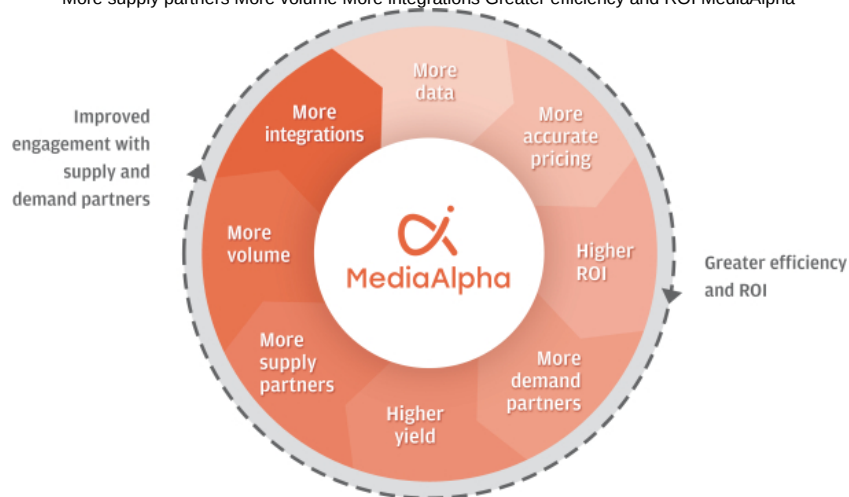 More supply partners More volume More integrations Greater efficiency and ROI MediaAlpha
More
data
More
accurate
pricing
Higher
ROI
More
demand
partners
Higher
yield
More
supply
partners
More
volume
More
integrations
MediaAlpha
Improved
engagement with
supply and
demand partners
Greater efficiency
and ROI